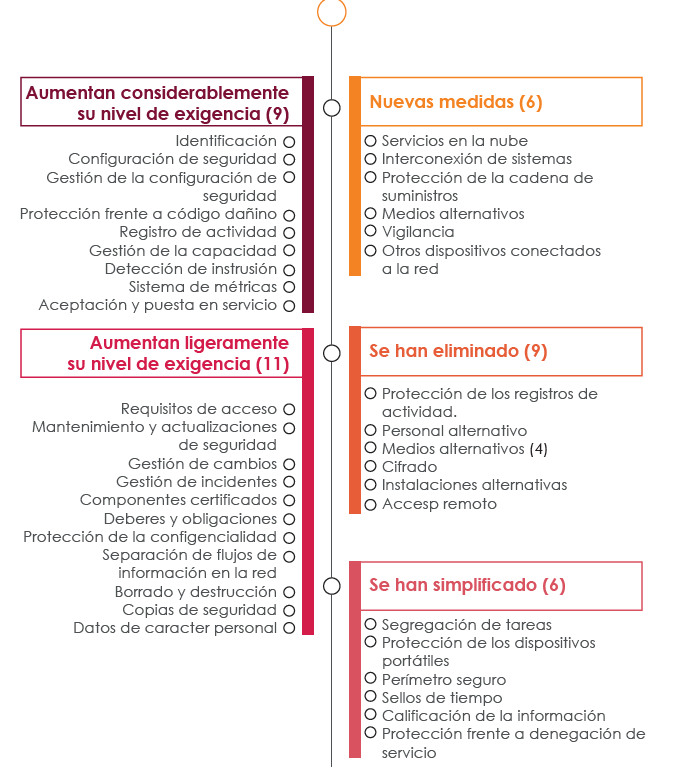 Aumentan considerablemente
su nivel de exigencia (9)
Identificación
Configuración de seguridad
Gestión de la configuración de
seguridad
Protección frente a código dañino
Registro de actividad
Gestión de la capacidad
Detección de instrusión
Sistema de métricas
Aceptación y puesta en servicio
Aumentan ligeramente
su nivel de exigencia (11)
Requisitos de acceso
Mantenimiento y actualizaciones
de seguridad
Gestión de cambios
Gestión de incidentes
Componentes certificados
Deberes y obligaciones
Protección de la configencialidad
Separación de flujos de
información en la red
Borrado y destrucción
Copias de seguridad
Datos de caracter personal
Nuevas medidas (6)
Servicios en la nube
Interconexión de sistemas
Protección de la cadena de
suministros
Medios alternativos
Vigilancia
Otros dispositivos conectados
a la red
Se han eliminado (9)
Protección de los registros de
actividad.
Personal alternativo
Medios alternativos (4)
Cifrado
Instalaciones alternativas
Accesp remoto
Se han simplificado (6)
Segregación de tareas
Protección de los dispositivos
portátiles
Perímetro seguro
Sellos de tiempo
Calificación de la información
Protección frente a denegación de
servicio